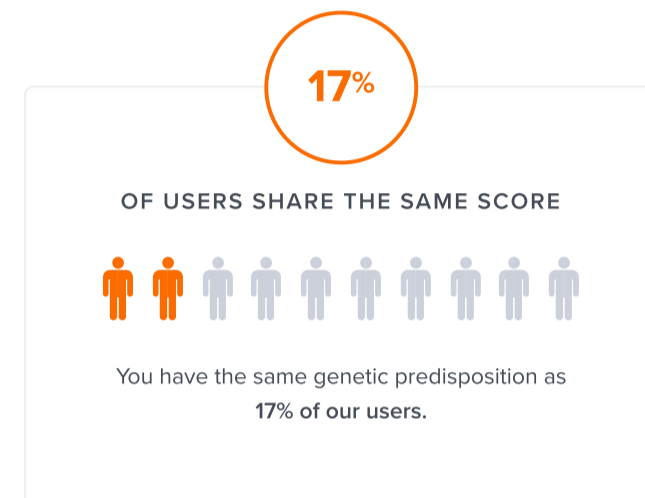 17%
OF USERS SHARE THE SAME SCORE
You have the same genetic predisposition as
17% of our users.